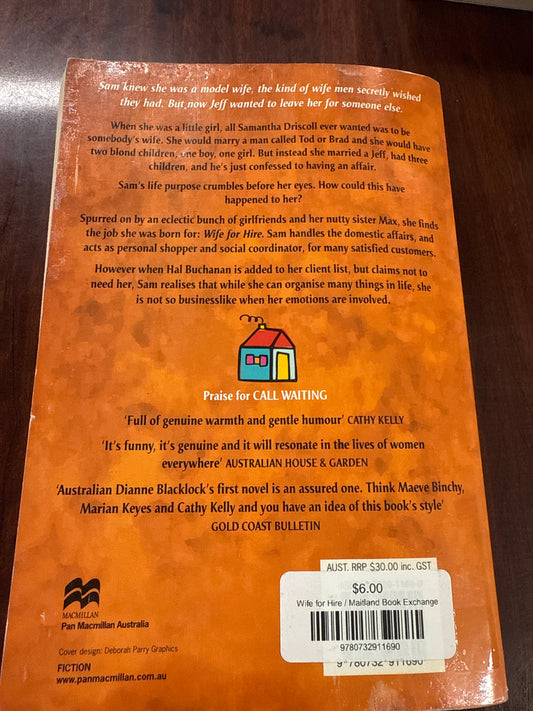 Sam knew she was a model wife, the kind of wife men secretly wished
they had. But now Jeff wanted to leave her for someone else.
When she was a little girl, all Samantha Driscoll ever wanted was to be
somebody's wife. She would marry a man called Tod or Brad and she would have
two blond children, one boy, one girl. But instead she married a Jeff, had three
children, and he's just confessed to having an affair.
Sam's life purpose crumbles before her eyes. How could this have
happened to her?
Spurred on by an eclectic bunch of girlfriends and her nutty sister Max, she finds
the job she was born for: Wife for Hire. Sam handles the domestic affairs, and
acts as personal shopper and social coordinator, for many satisfied customers.
However when Hal Buchanan is added to her client list, but claims not to
need her, Sam realises that while she can organise many things in life, she
is not so businesslike when her emotions are involved.
Praise for CALL WAITING
'Full of genuine warmth and gentle humour' CATHY KELLY
'It's funny, it's genuine and it will resonate in the lives of women
everywhere' AUSTRALIAN HOUSE & GARDEN
'Australian Dianne Blacklock's first novel is an assured one. Think Maeve Binchy,
Marian Keyes and Cathy Kelly and you have an idea of this book's style'
GOLD COAST BULLETIN
AUST. RRP $30.00 inc. GST
$6.00
Wife for Hire / Maitland Book Exchange
9780732911690
9 780732 911690
MACMILLAN
Pan Macmillan Australia
Cover design: Deborah Parry Graphics
FICTION
www.panmacmillan.com.au